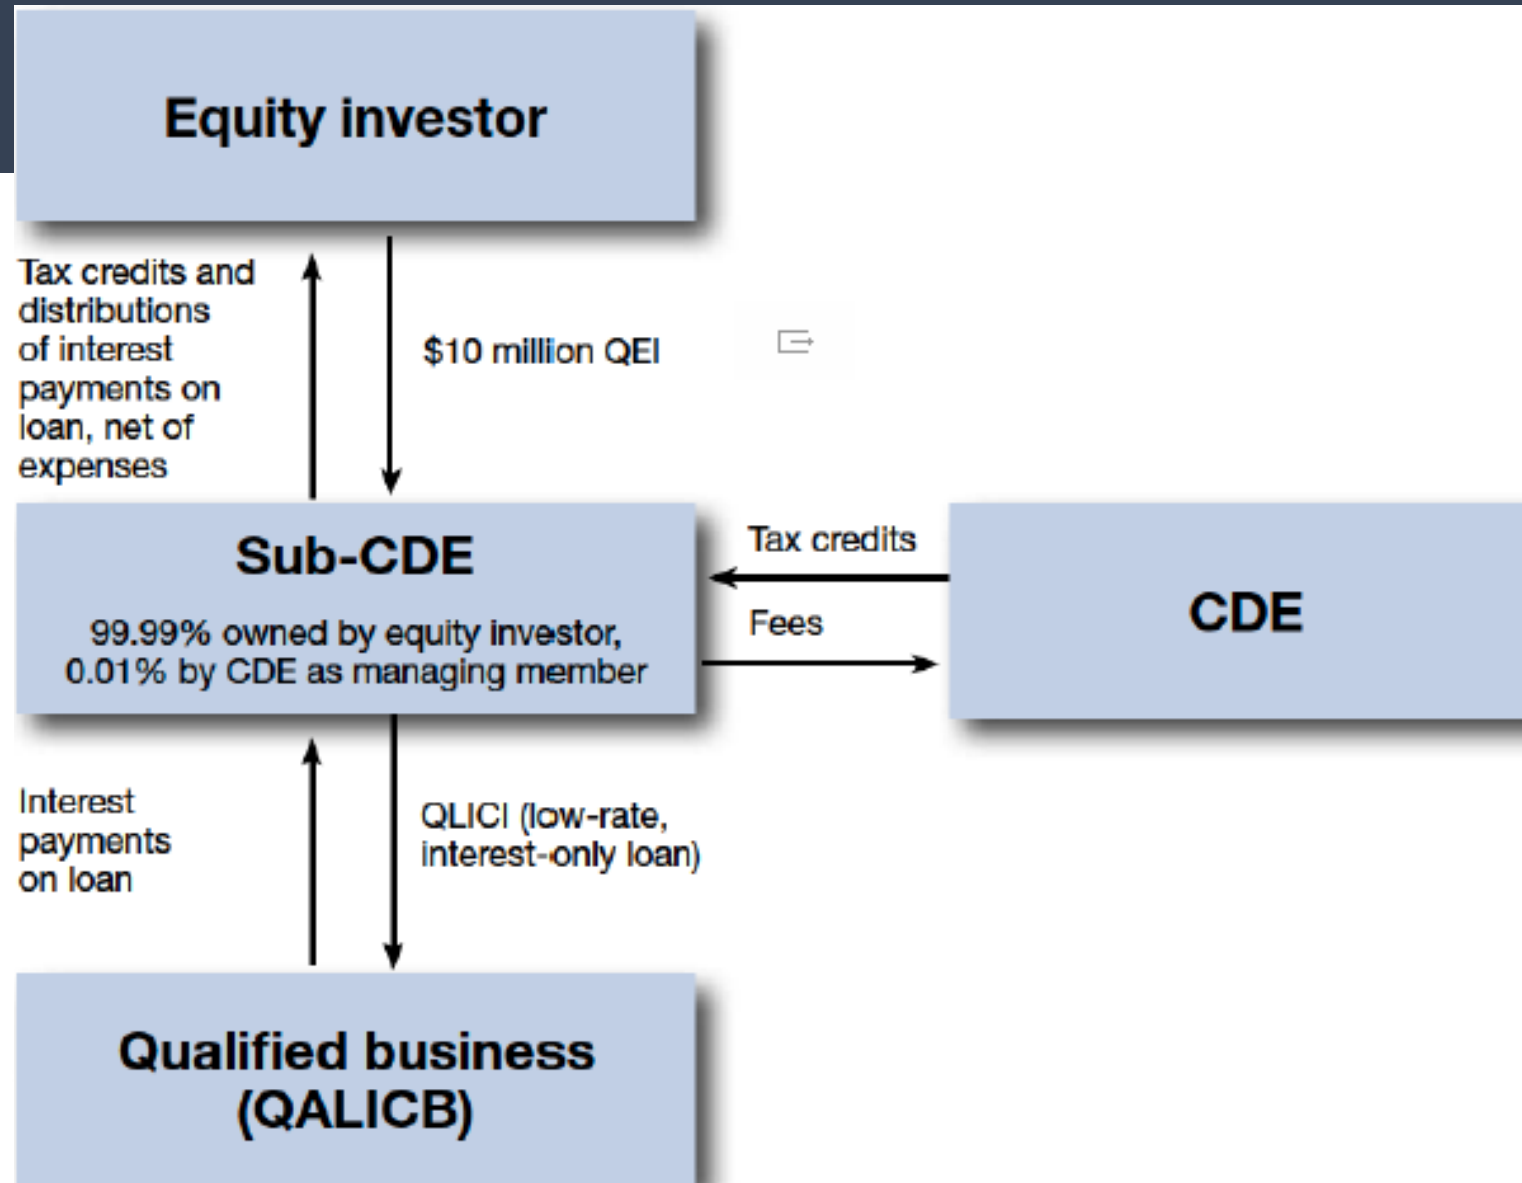 Equity investor
Tax credits and
distributions
of interest
payments on
loan, net of
expenses
$10 million QEI
Sub-CDE
99.99% owned by equity investor,
0.01% by CDE as managing member
Tax credits
Fees
CDE
Interest
payments
on loan
QLICI (low-rate,
interest-only loan)
Qualified business
(QALICB)